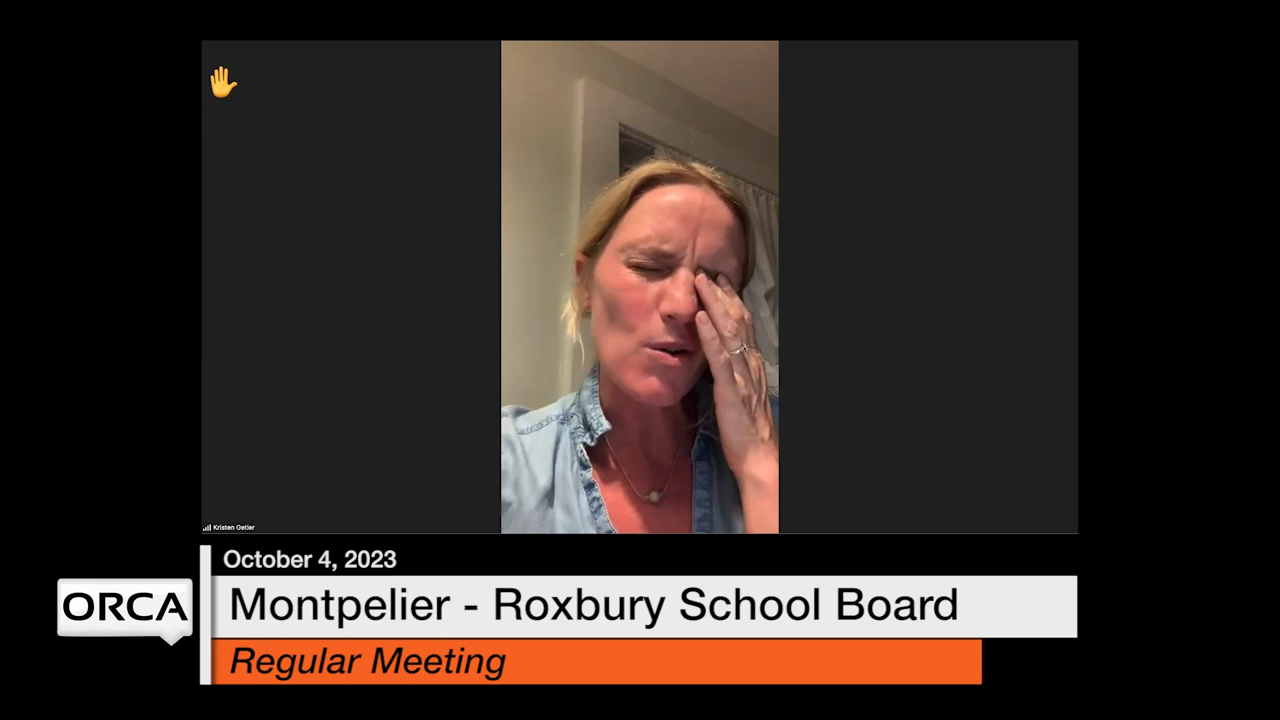 Kristen Getler
October 4, 2023
ORCA
Montpelier - Roxbury School Board
Regular Meeting